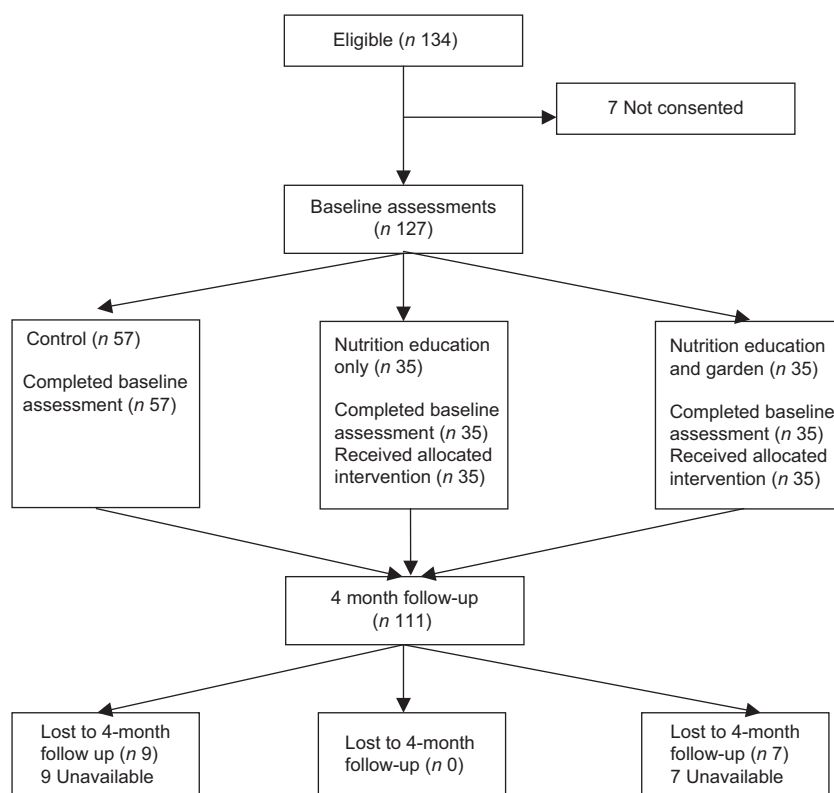 Eligible (n 134)
7 Not consented
Baseline assessments
(n 127)
Control (n 57)
Completed baseline
assessment (n 57)
Nutrition education
only (n 35)
Completed baseline
assessment (n 35)
Received allocated
intervention (n 35)
Nutrition education
and garden (n 35)
Completed baseline
assessment (n 35)
Received allocated
intervention (n 35)
4 month follow-up
(n 111)
Lost to 4-month
follow up (n 9)
9 Unavailable
Lost to 4-month
follow-up (n 0)
Lost to 4-month
follow-up (n 7)
7 Unavailable